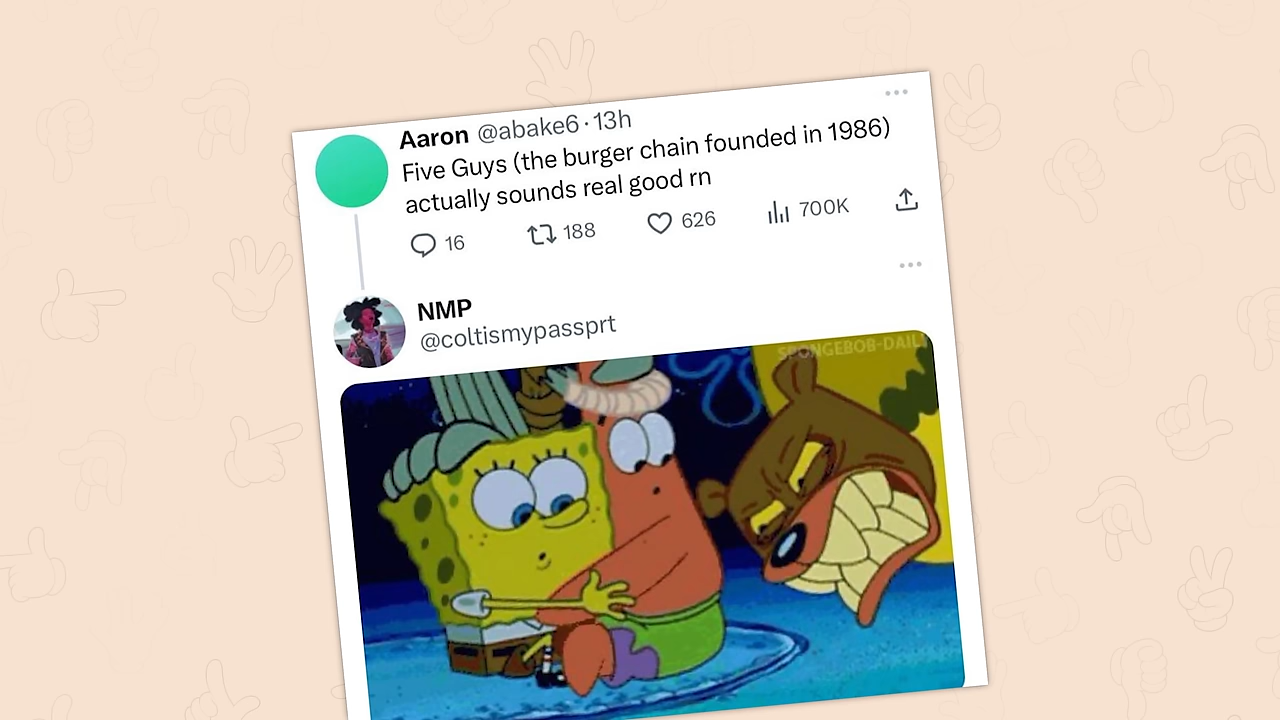 Aaron @abake6 · 13h
Five Guys (the burger chain founded in 1986)
actually sounds real good rn
16 188 626 700K
NMP
@coltismypassprt
SPONGEBOB-DAILY